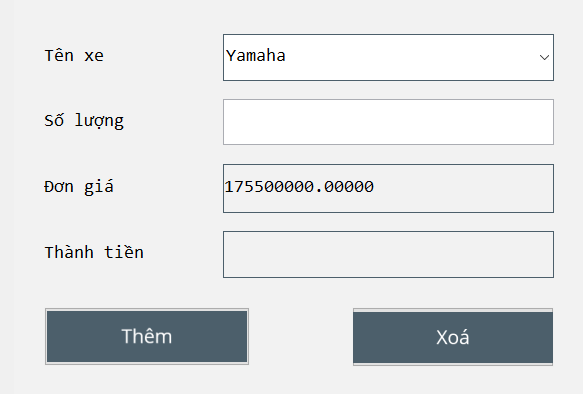 Tên xe Yamaha
Số lượng
Đơn giá 175500000.00000
Thành tiền
Thêm Xoá